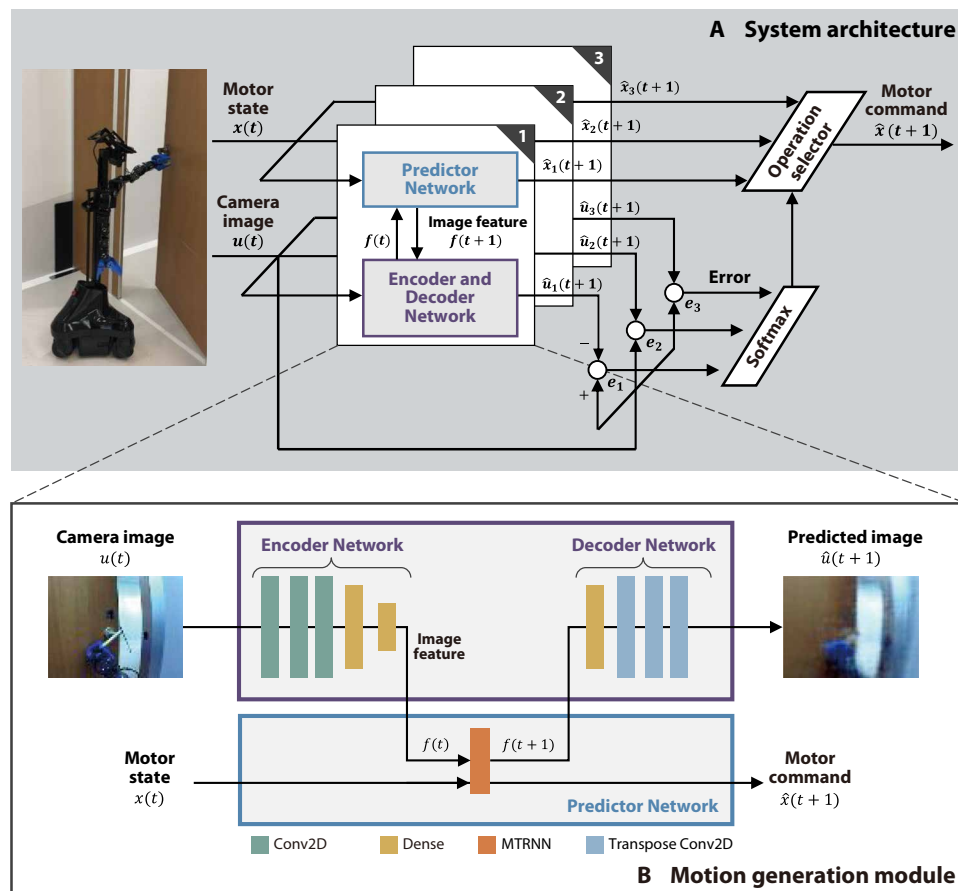 A System architecture
Motor
state
x(t)
Camera
image
u(t)
3
2
1
Predictor
Network
f(t)
Image feature
f(t+1)
Encoder and
Decoder
Network
x̂₃(t+1)
x̂₂(t+1)
x̂₁(t+1)
û₃(t+1)
û₂(t+1)
û₁(t+1)
−
+
e₁
e₂
e₃
Error
Softmax
Operation
selector
Motor
command
x̂(t+1)
Camera image
u(t)
Encoder Network
Decoder Network
Predicted image
û(t+1)
Image
feature
Motor
state
x(t)
f(t)
f(t+1)
Motor
command
x̂(t+1)
Predictor Network
Conv2D
Dense
MTRNN
Transpose Conv2D
B Motion generation module